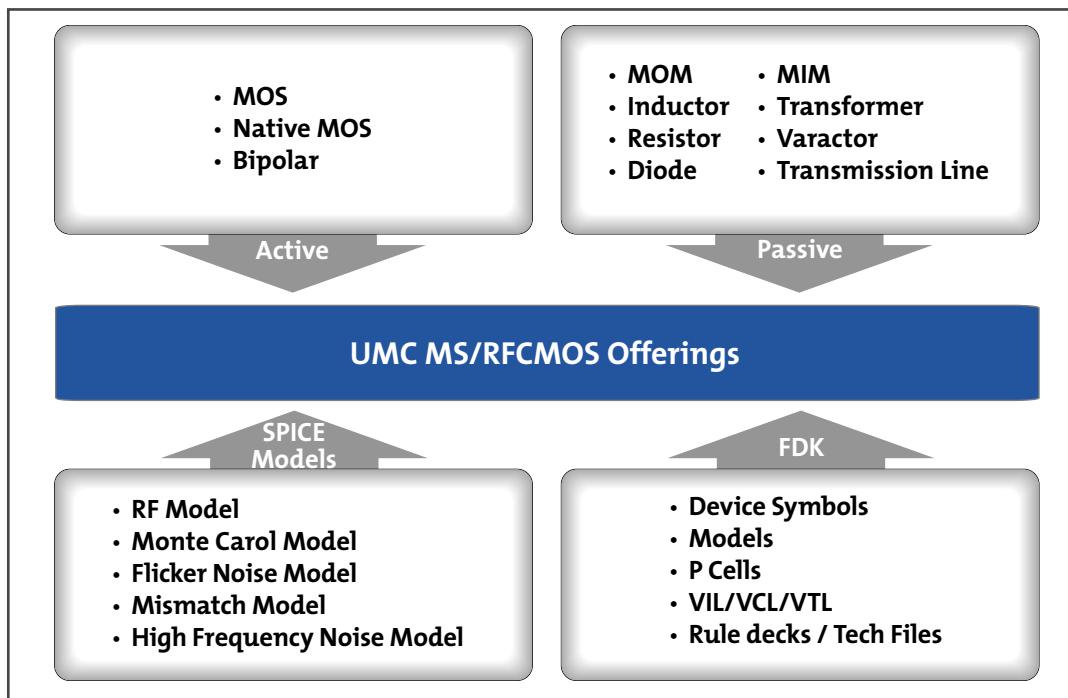 • MOS
• Native MOS
• Bipolar
Active
• MOM
• Inductor
• Resistor
• Diode
• MIM
• Transformer
• Varactor
• Transmission Line
Passive
UMC MS/RFCMOS Offerings
SPICE
Models
• RF Model
• Monte Carol Model
• Flicker Noise Model
• Mismatch Model
• High Frequency Noise Model
FDK
• Device Symbols
• Models
• P Cells
• VIL/VCL/VTL
• Rule decks / Tech Files